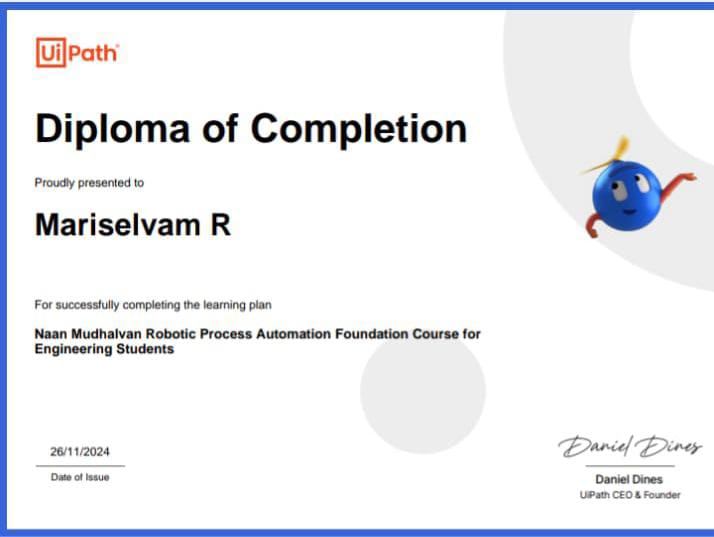 UiPath
Diploma of Completion
Proudly presented to
Mariselvam R
For successfully completing the learning plan
Naan Mudhalvan Robotic Process Automation Foundation Course for
Engineering Students
26/11/2024
Date of Issue
Daniel Dines
Daniel Dines
UiPath CEO & Founder